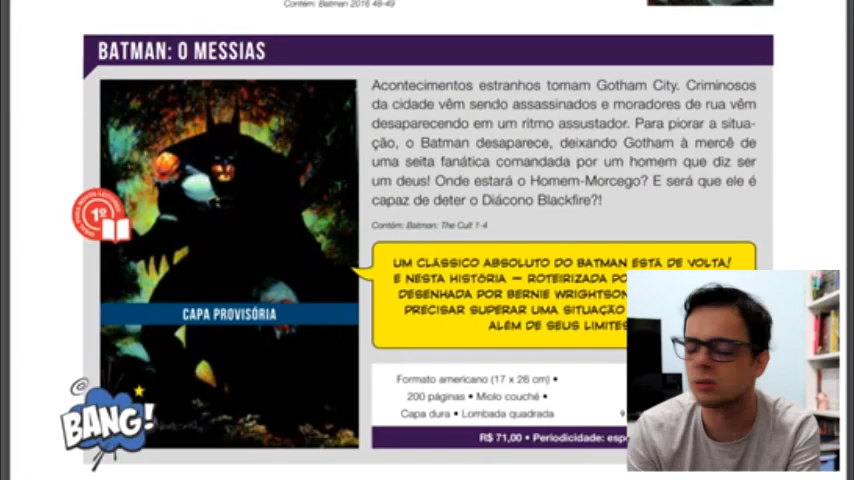 Contém: Batman 2016 48-49
BATMAN: O MESSIAS
Acontecimentos estranhos tomam Gotham City. Criminosos
da cidade vêm sendo assassinados e moradores de rua vêm
desaparecendo em um ritmo assustador. Para piorar a situa-
ção, o Batman desaparece, deixando Gotham à mercê de
uma seita fanática comandada por um homem que diz ser
um deus! Onde estará o Homem-Morcego? E será que ele é
capaz de deter o Diácono Blackfire?!
Contém: Batman: The Cult 1-4
1º
CAPA PROVISÓRIA
UM CLÁSSICO ABSOLUTO DO BATMAN ESTÁ DE VOLTA!
E NESTA HISTÓRIA – ROTEIRIZADA PO
DESENHADA POR BERNIE WRIGHTSON
PRECISAR SUPERAR UMA SITUAÇÃO
ALÉM DE SEUS LIMITES
Formato americano (17 x 26 cm) •
200 páginas • Miolo couché •
Capa dura • Lombada quadrada
9
R$ 71,00 • Periodicidade: esp
BANG!